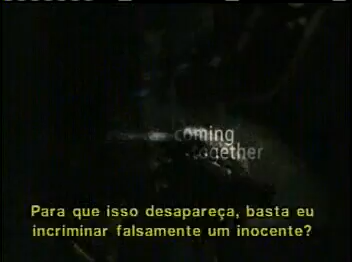 coming
together
Para que isso desapareça, basta eu
incriminar falsamente um inocente?